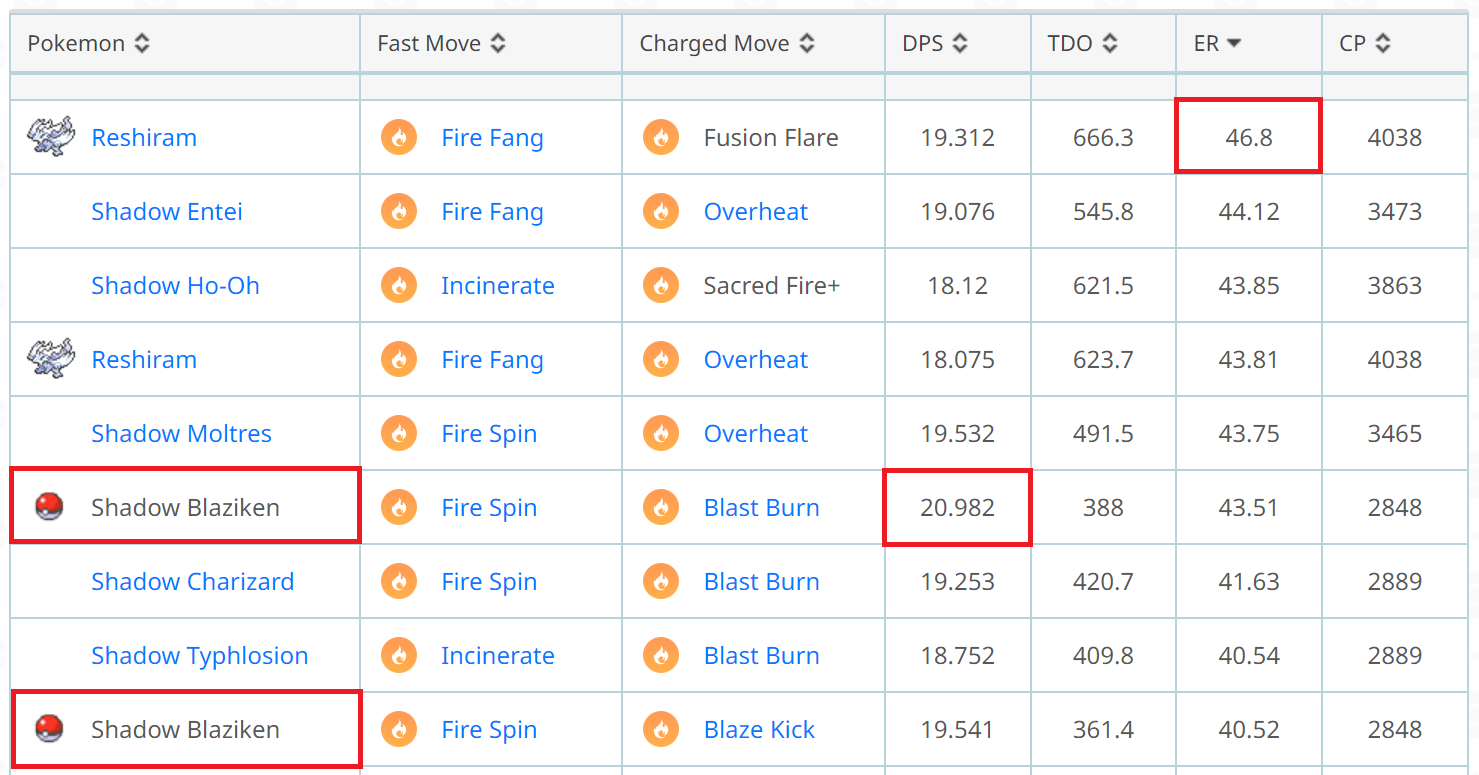 Pokemon Fast Move Charged Move DPS TDO ER CP
Reshiram Fire Fang Fusion Flare 19.312 666.3 46.8 4038
Shadow Entei Fire Fang Overheat 19.076 545.8 44.12 3473
Shadow Ho-Oh Incinerate Sacred Fire+ 18.12 621.5 43.85 3863
Reshiram Fire Fang Overheat 18.075 623.7 43.81 4038
Shadow Moltres Fire Spin Overheat 19.532 491.5 43.75 3465
Shadow Blaziken Fire Spin Blast Burn 20.982 388 43.51 2848
Shadow Charizard Fire Spin Blast Burn 19.253 420.7 41.63 2889
Shadow Typhlosion Incinerate Blast Burn 18.752 409.8 40.54 2889
Shadow Blaziken Fire Spin Blaze Kick 19.541 361.4 40.52 2848